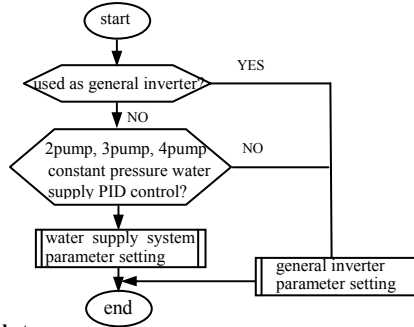 start
used as general inverter?
YES
NO
2pump, 3pump, 4pump
constant pressure water
supply PID control?
NO
water supply system
parameter setting
general inverter
parameter setting
end